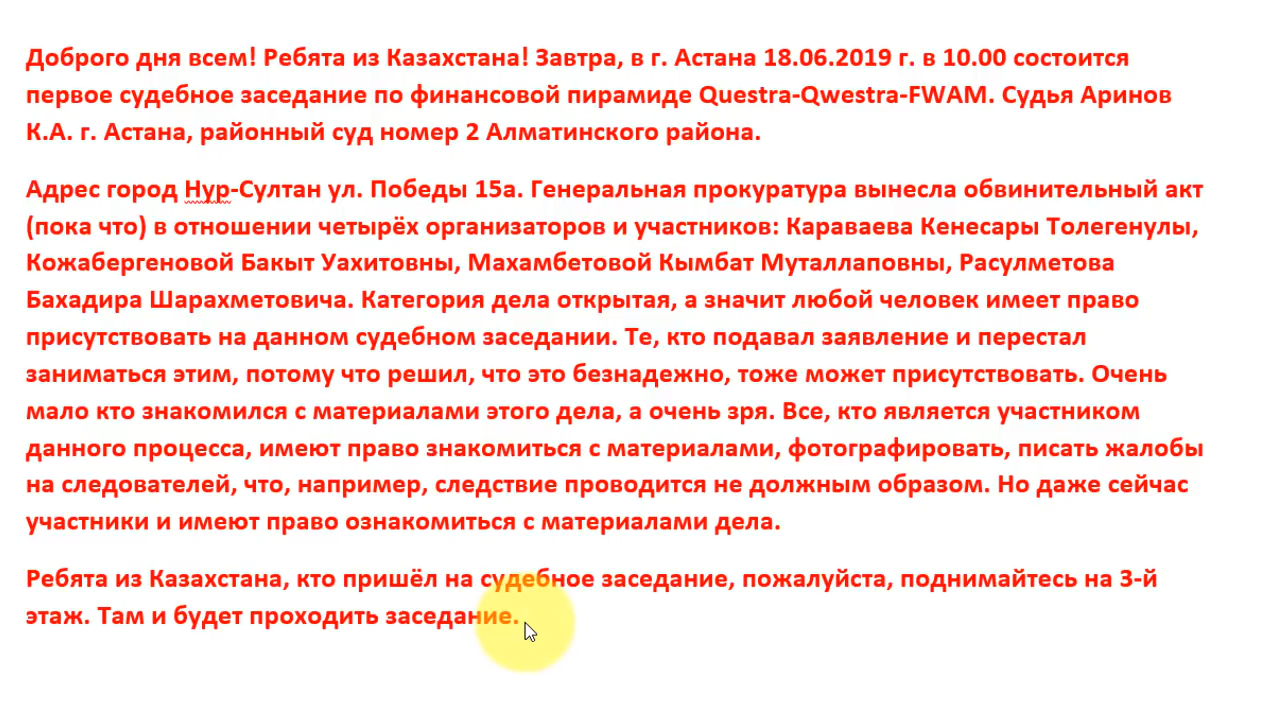 Доброго дня всем! Ребята из Казахстана! Завтра, в г. Астана 18.06.2019 г. в 10.00 состоится
первое судебное заседание по финансовой пирамиде Questra-Qwestra-FWAM. Судья Аринов
К.А. г. Астана, районный суд номер 2 Алматинского района.
Адрес город Нур-Султан ул. Победы 15а. Генеральная прокуратура вынесла обвинительный акт
(пока что) в отношении четырёх организаторов и участников: Караваева Кенесары Толегенулы,
Кожабергеновой Бакыт Уахитовны, Махамбетовой Кымбат Муталлаповны, Расулметова
Бахадира Шарахметовича. Категория дела открытая, а значит любой человек имеет право
присутствовать на данном судебном заседании. Те, кто подавал заявление и перестал
заниматься этим, потому что решил, что это безнадежно, тоже может присутствовать. Очень
мало кто знакомился с материалами этого дела, а очень зря. Все, кто является участником
данного процесса, имеют право знакомиться с материалами, фотографировать, писать жалобы
на следователей, что, например, следствие проводится не должным образом. Но даже сейчас
участники и имеют право ознакомиться с материалами дела.
Ребята из Казахстана, кто пришёл на судебное заседание, пожалуйста, поднимайтесь на 3-й
этаж. Там и будет проходить заседание.